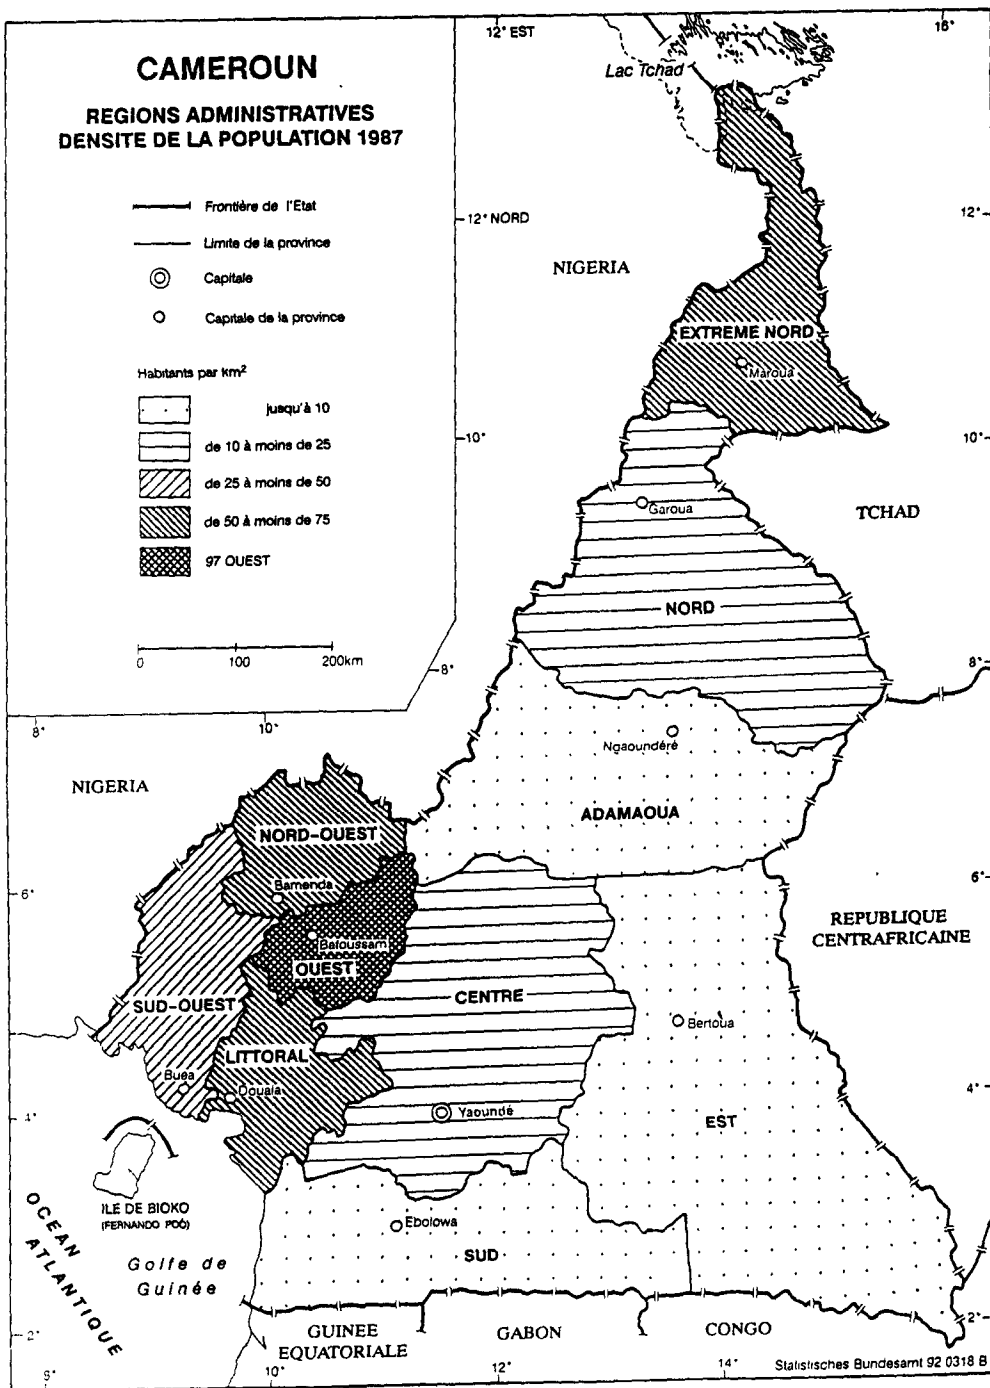 CAMEROUN
REGIONS ADMINISTRATIVES
DENSITE DE LA POPULATION 1987
Frontière de l'Etat
Limite de la province
Capitale
Capitale de la province
Habitants par km²
jusqu'à 10
de 10 à moins de 25
de 25 à moins de 50
de 50 à moins de 75
97 OUEST
0 100 200km
12° EST
16°
Lac Tchad
12° NORD
12°
NIGERIA
EXTREME NORD
Maroua
10°
10°
Garoua
TCHAD
NORD
8°
8°
8°
10°
Ngaoundéré
NIGERIA
ADAMAOUA
NORD-OUEST
Bamenda
6°
6°
REPUBLIQUE
CENTRAFRICAINE
Bafoussam
OUEST
CENTRE
SUD-OUEST
Bertoua
LITTORAL
Buea
Douala
Yaoundé
4°
4°
EST
ILE DE BIOKO
(FERNANDO POÓ)
OCEAN
ATLANTIQUE
Ebolowa
SUD
Golfe de
Guinée
GUINEE
EQUATORIALE
GABON
CONGO
2°
2°
10°
12°
14°
Statistisches Bundesamt 92 0318 B